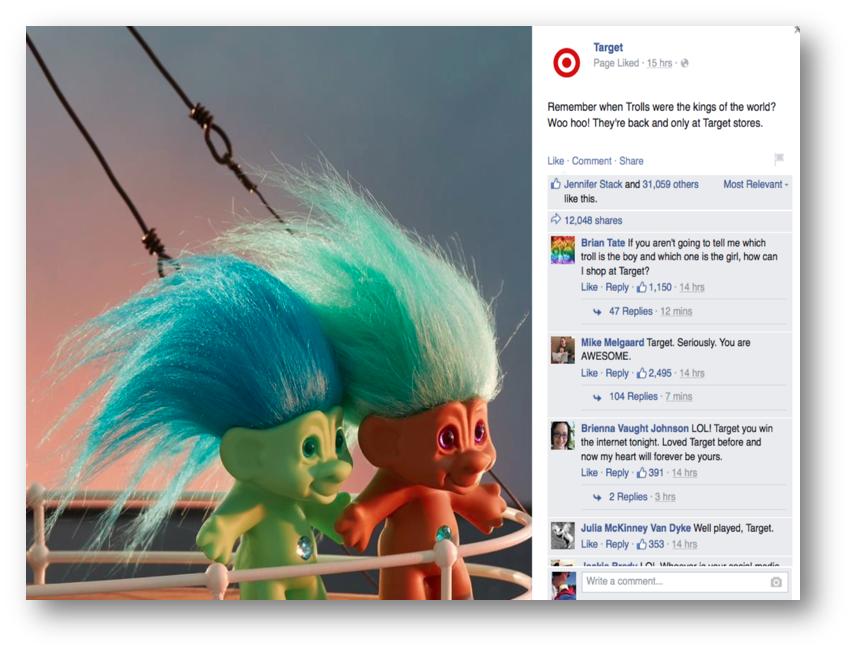 Target
Page Liked · 15 hrs ·
Remember when Trolls were the kings of the world?
Woo hoo! They're back and only at Target stores.
Like · Comment · Share
Jennifer Stack and 31,059 others
like this.
Most Relevant
12,048 shares
Brian Tate If you aren't going to tell me which
troll is the boy and which one is the girl, how can
I shop at Target?
Like · Reply · 1,150 · 14 hrs
47 Replies · 12 mins
Mike Melgaard Target. Seriously. You are
AWESOME.
Like · Reply · 2,495 · 14 hrs
104 Replies · 7 mins
Brienna Vaught Johnson LOL! Target you win
the internet tonight. Loved Target before and
now my heart will forever be yours.
Like · Reply · 391 · 14 hrs
2 Replies · 3 hrs
Julia McKinney Van Dyke Well played, Target.
Like · Reply · 353 · 14 hrs
LOL Whoever is your social media
Write a comment...